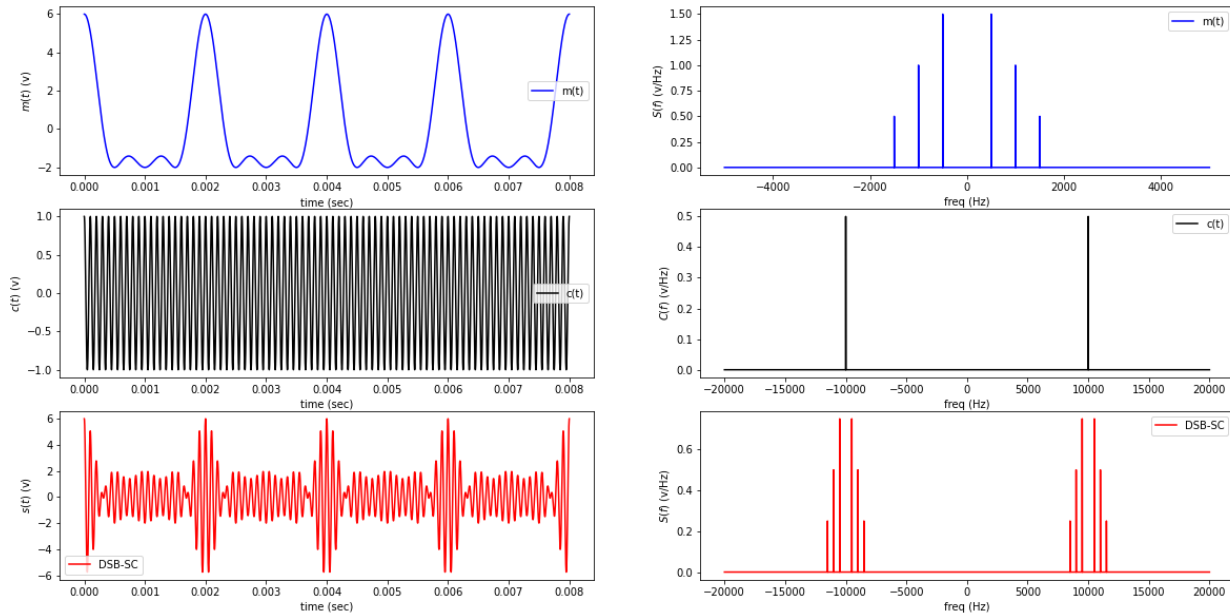 6
4
2
0
−2
m(t) (v)
m(t)
0.000 0.001 0.002 0.003 0.004 0.005 0.006 0.007 0.008
time (sec)
1.50
1.25
1.00
0.75
0.50
0.25
0.00
S(f) (v/Hz)
m(t)
−4000 −2000 0 2000 4000
freq (Hz)
1.0
0.5
0.0
−0.5
−1.0
c(t) (v)
c(t)
0.000 0.001 0.002 0.003 0.004 0.005 0.006 0.007 0.008
time (sec)
0.5
0.4
0.3
0.2
0.1
0.0
C(f) (v/Hz)
c(t)
−20000 −15000 −10000 −5000 0 5000 10000 15000 20000
freq (Hz)
6
4
2
0
−2
−4
−6
s(t) (v)
DSB-SC
0.000 0.001 0.002 0.003 0.004 0.005 0.006 0.007 0.008
time (sec)
0.6
0.4
0.2
0.0
S(f) (v/Hz)
DSB-SC
−20000 −15000 −10000 −5000 0 5000 10000 15000 20000
freq (Hz)